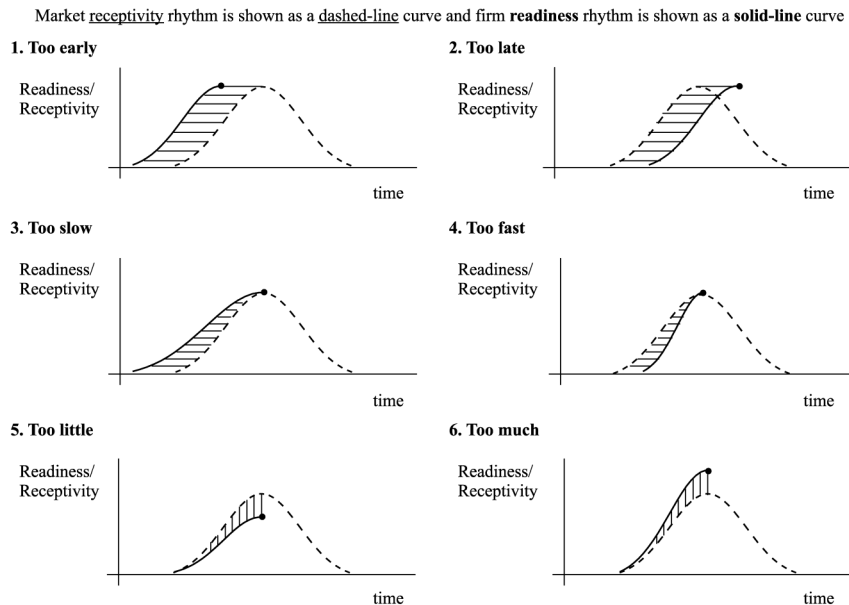 Market receptivity rhythm is shown as a dashed-line curve and firm readiness rhythm is shown as a solid-line curve
1. Too early
Readiness/
Receptivity
time
2. Too late
Readiness/
Receptivity
time
3. Too slow
Readiness/
Receptivity
time
4. Too fast
Readiness/
Receptivity
time
5. Too little
Readiness/
Receptivity
time
6. Too much
Readiness/
Receptivity
time